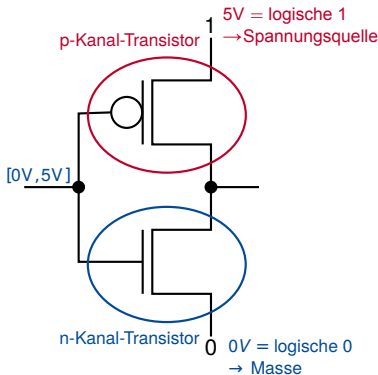 1 5V = logische 1
→Spannungsquelle
p-Kanal-Transistor
[0V,5V]
n-Kanal-Transistor
0 0V = logische 0
→ Masse